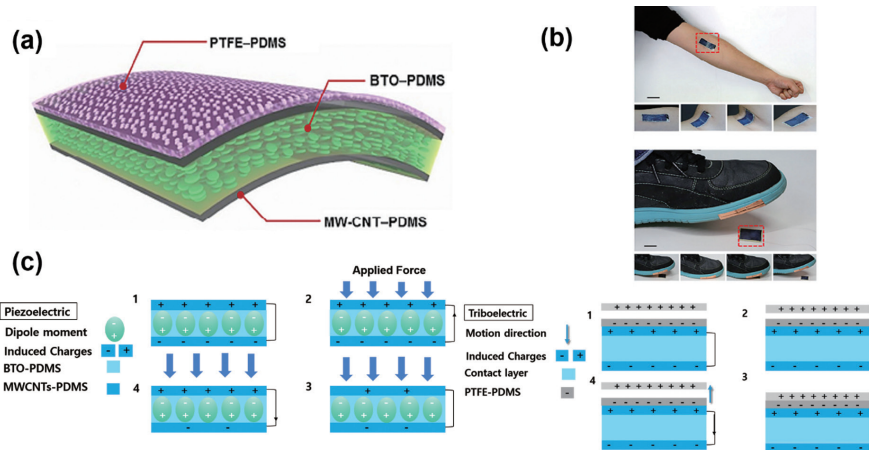 (a)
PTFE–PDMS
BTO–PDMS
MW-CNT–PDMS
(b)
(c)
Piezoelectric
Dipole moment
Induced Charges - +
BTO-PDMS
MWCNTs-PDMS
1
+ + + + +
- - - - -
Applied Force
2
+ + + + +
- - - - -
4
+ + + + +
- -
3
+ +
- -
Triboelectric
Motion direction
Induced Charges - +
Contact layer
PTFE-PDMS -
1
+ + + + + + + +
- - - - - - - -
+ + + + +
- - - - -
2
+ + + + + + + +
- - - - - - - -
+ + + + +
4
+ + + + + + + +
- - - - - - - -
+ + + + +
- - - - -
3
+ + + + + + + +
- - - - - - - -
+ + + + +